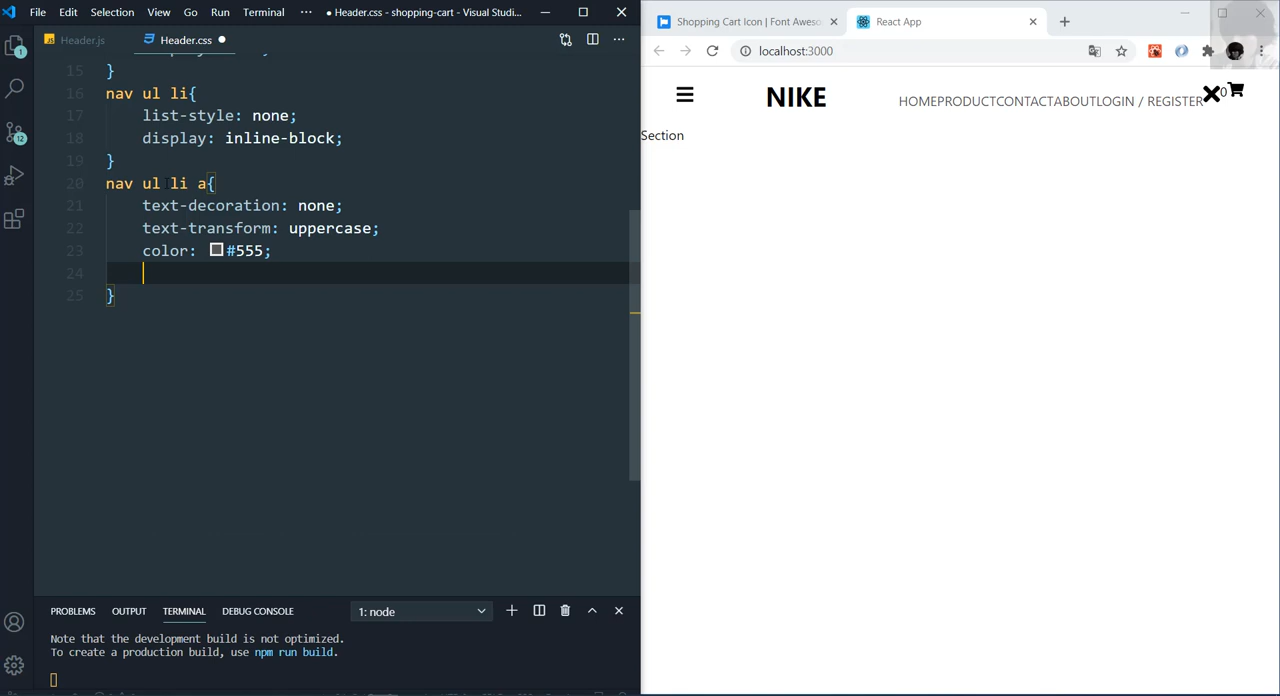 File Edit Selection View Go Run Terminal ··· ● Header.css - shopping-cart - Visual Studi...
Header.js Header.css ●
15 }
16 nav ul li{
17 list-style: none;
18 display: inline-block;
19 }
20 nav ul li a{
21 text-decoration: none;
22 text-transform: uppercase;
23 color: #555;
24
25 }
PROBLEMS OUTPUT TERMINAL DEBUG CONSOLE 1: node
Note that the development build is not optimized.
To create a production build, use npm run build.
1
12
Shopping Cart Icon | Font Aweso
React App
localhost:3000
NIKE
HOMEPRODUCTCONTACTABOUTLOGIN / REGISTER
0
Section